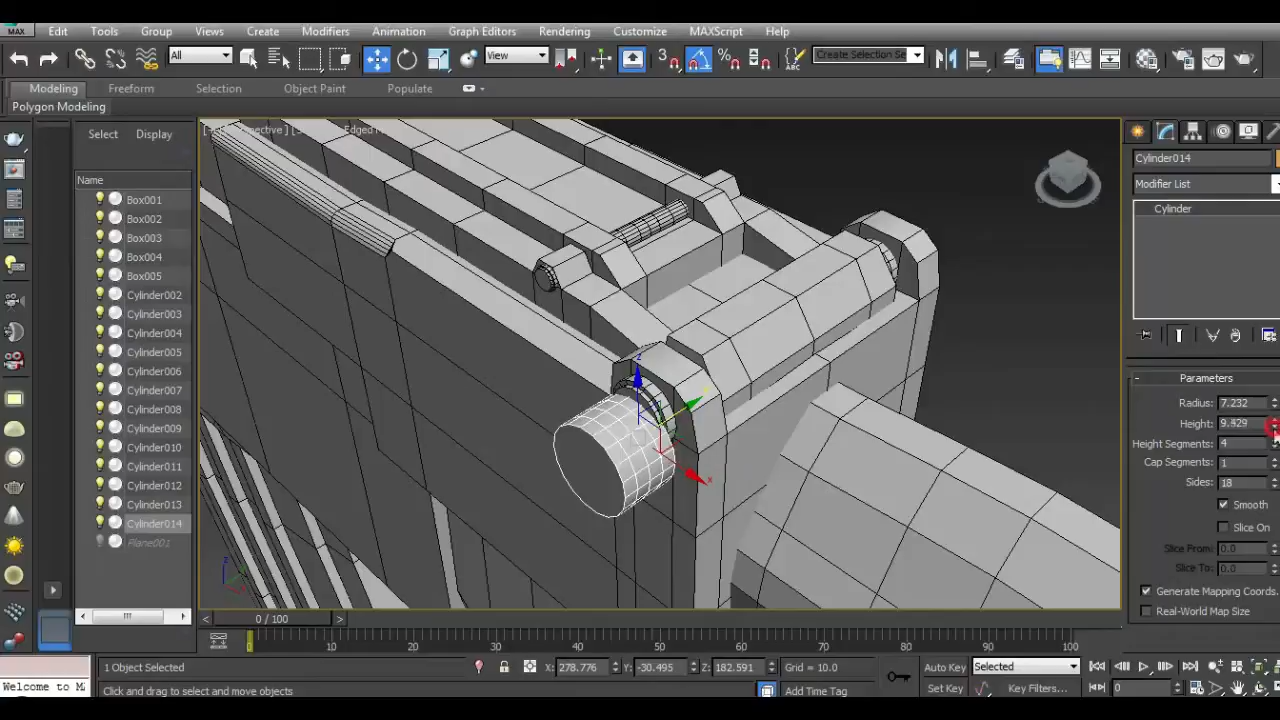 MAX Edit Tools Group Views Create Modifiers Animation Graph Editors Rendering Customize MAXScript Help
All View 3 Create Selection Se
Modeling Freeform Selection Object Paint Populate
Polygon Modeling
Select Display
Name
Box001
Box002
Box003
Box004
Box005
Cylinder002
Cylinder003
Cylinder004
Cylinder005
Cylinder006
Cylinder007
Cylinder008
Cylinder009
Cylinder010
Cylinder011
Cylinder012
Cylinder013
Cylinder014
Plane001
Cylinder014
Modifier List
Cylinder
- Parameters
Radius: 7.232
Height: 9.429
Height Segments: 4
Cap Segments: 1
Sides: 18
Smooth
Slice On
Slice From: 0.0
Slice To: 0.0
Generate Mapping Coords.
Real-World Map Size
z
x
< 0 / 100 >
0 10 20 30 40 50 60 70 80 90 100
1 Object Selected X: 278.776 Y: -30.495 Z: 182.591 Grid = 10.0 Auto Key Selected
Welcome to MA Click and drag to select and move objects Add Time Tag Set Key Key Filters... 0